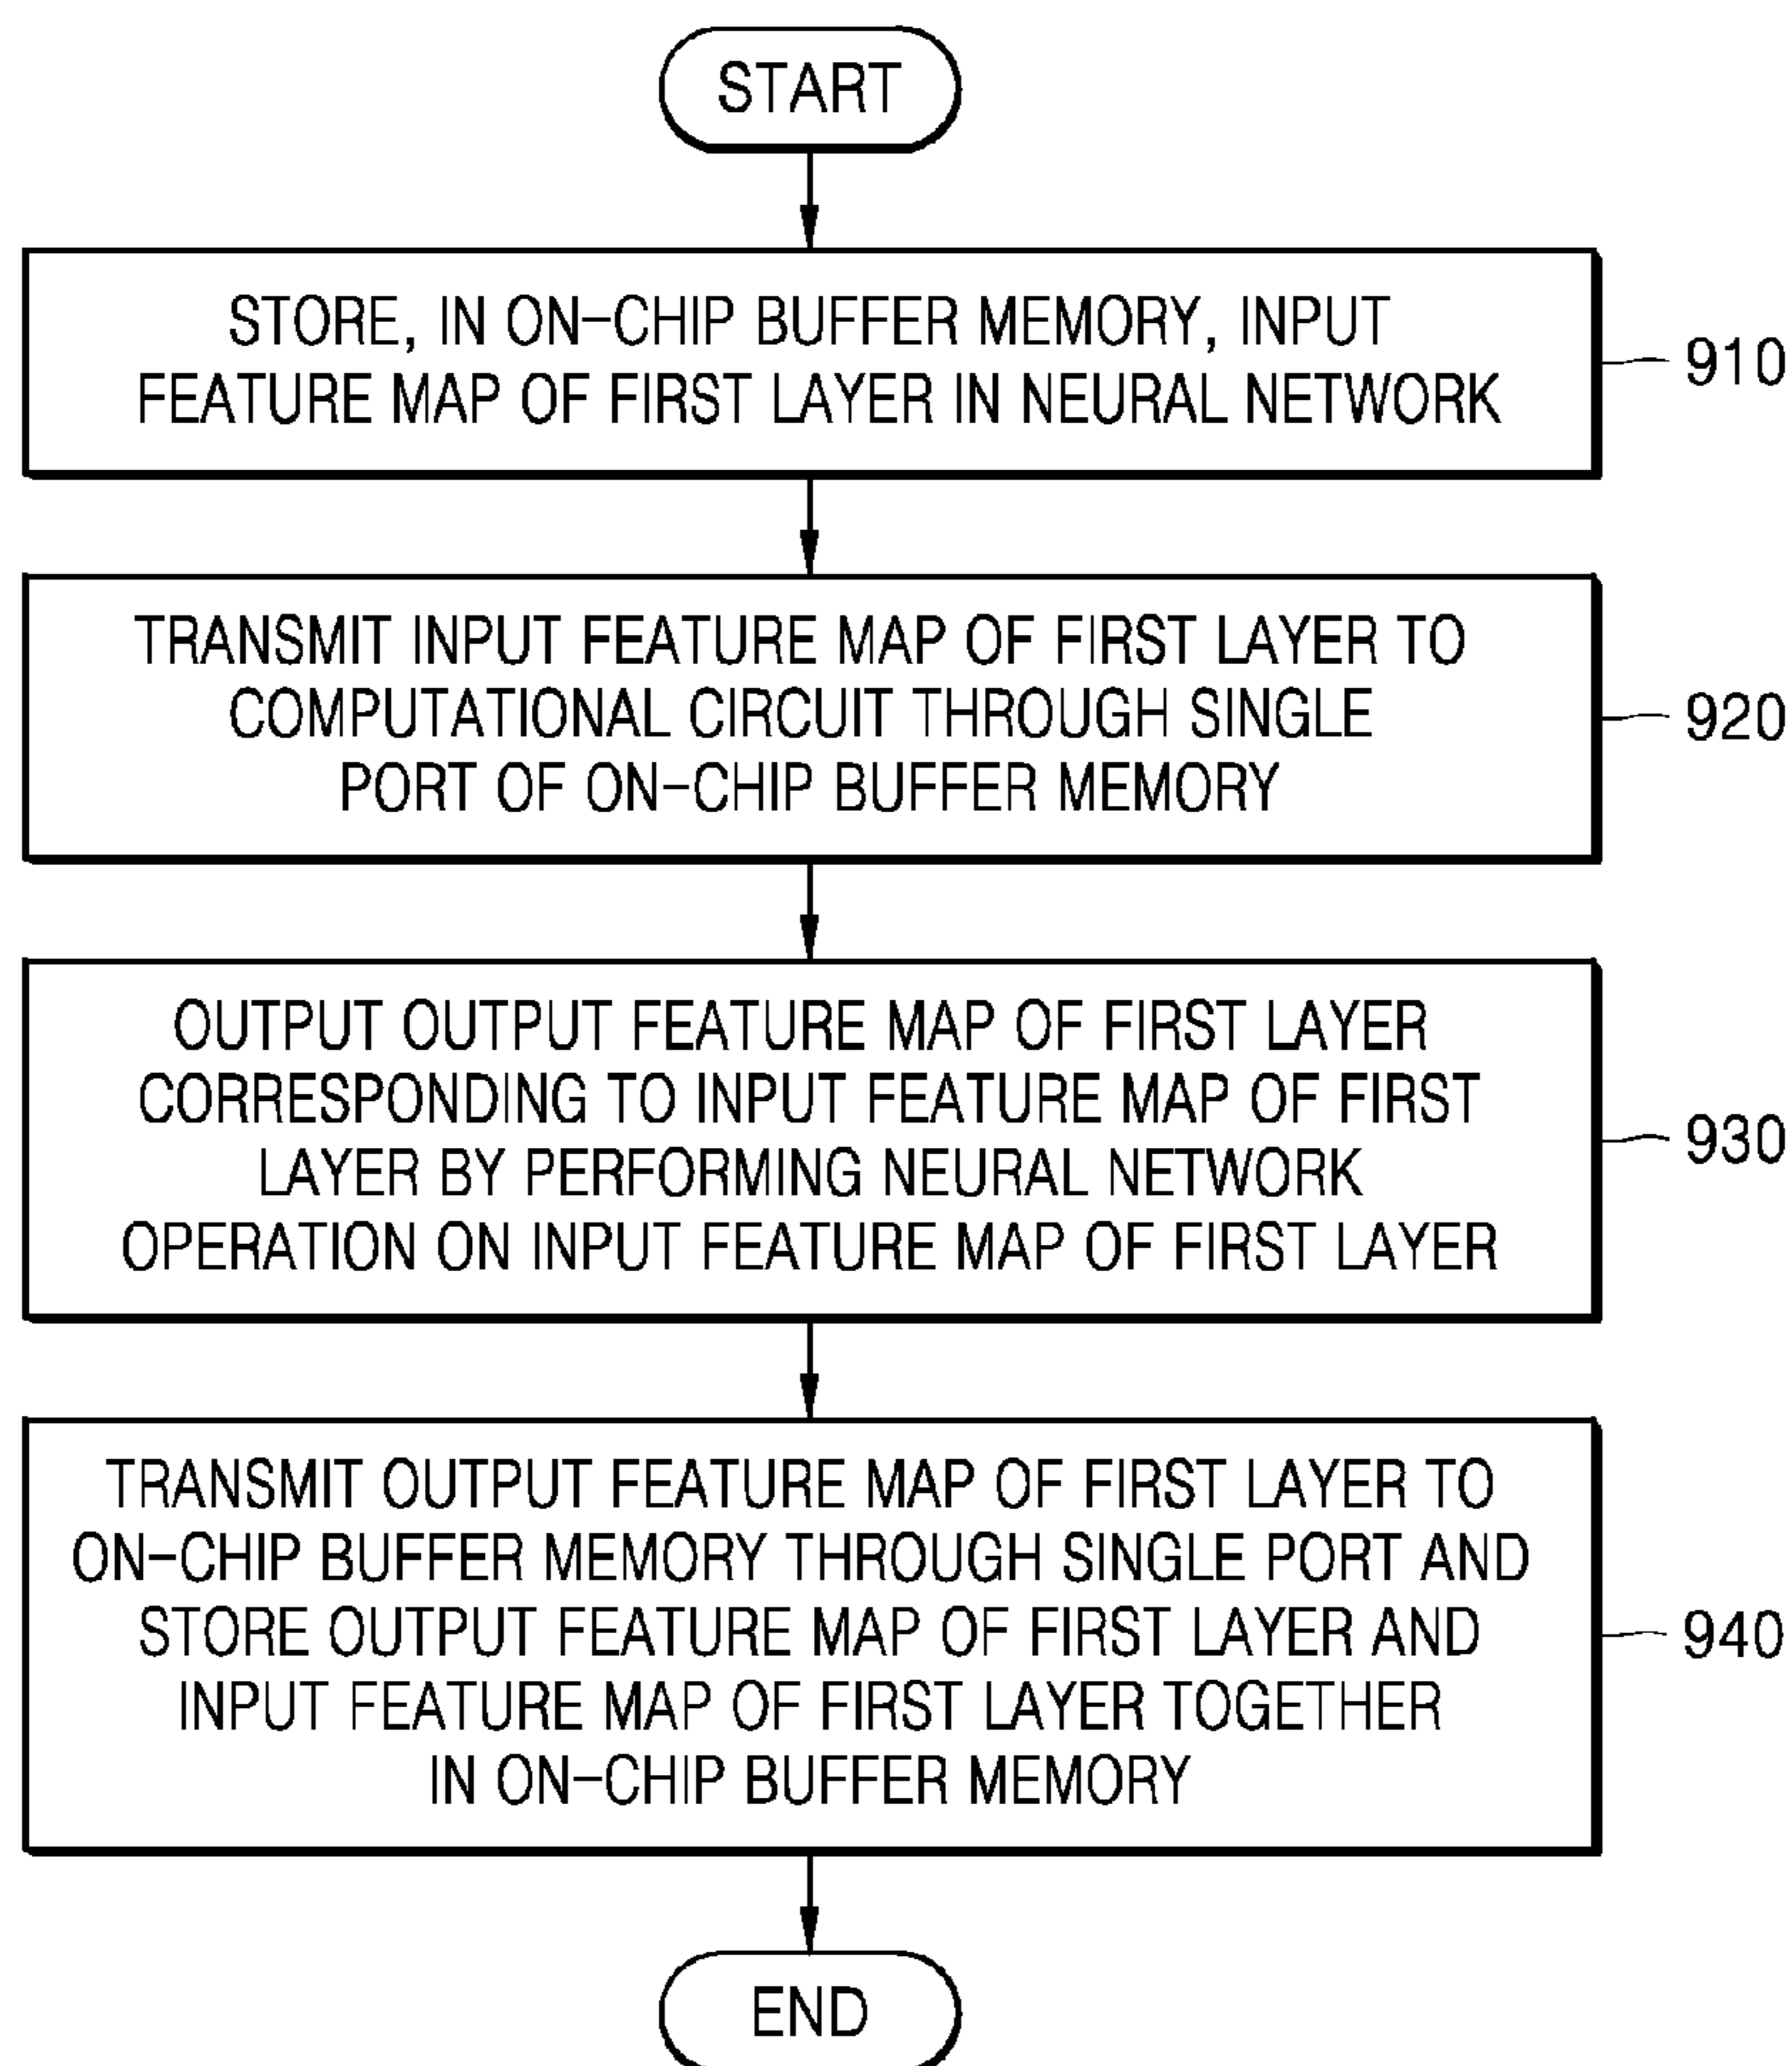 START
STORE, IN ON-CHIP BUFFER MEMORY, INPUT
FEATURE MAP OF FIRST LAYER IN NEURAL NETWORK
910
TRANSMIT INPUT FEATURE MAP OF FIRST LAYER TO
COMPUTATIONAL CIRCUIT THROUGH SINGLE
PORT OF ON-CHIP BUFFER MEMORY
920
OUTPUT OUTPUT FEATURE MAP OF FIRST LAYER
CORRESPONDING TO INPUT FEATURE MAP OF FIRST
LAYER BY PERFORMING NEURAL NETWORK
OPERATION ON INPUT FEATURE MAP OF FIRST LAYER
930
TRANSMIT OUTPUT FEATURE MAP OF FIRST LAYER TO
ON-CHIP BUFFER MEMORY THROUGH SINGLE PORT AND
STORE OUTPUT FEATURE MAP OF FIRST LAYER AND
INPUT FEATURE MAP OF FIRST LAYER TOGETHER
IN ON-CHIP BUFFER MEMORY
940
END